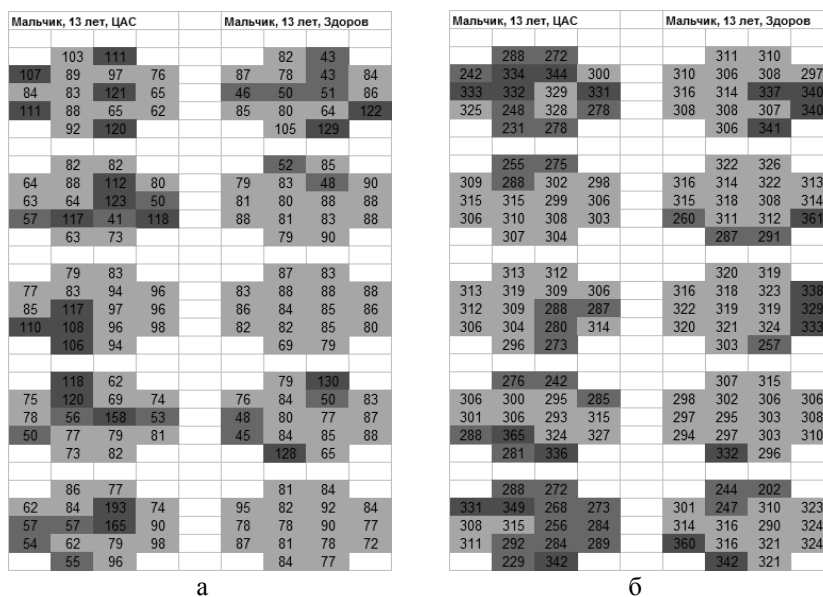 Мальчик, 13 лет, ЦАС Мальчик, 13 лет, Здоров Мальчик, 13 лет, ЦАС Мальчик, 13 лет, Здоров
103 111 82 43 288 272 311 310
107 89 97 76 87 78 43 84 242 334 344 300 310 306 308 297
84 83 121 65 46 50 51 86 333 332 329 331 316 314 337 340
111 88 65 62 85 80 64 122 325 248 328 278 308 308 307 340
92 120 105 129 231 278 306 341
82 82 52 85 255 275 322 326
64 88 112 80 79 83 48 90 309 288 302 298 316 314 322 313
63 64 123 50 81 80 88 88 315 315 299 306 315 318 308 314
57 117 41 118 88 81 83 88 306 310 308 303 260 311 312 361
63 73 79 90 307 304 287 291
79 83 87 83 313 312 320 319
77 83 94 96 83 88 88 88 313 319 309 306 316 318 323 338
85 117 97 96 86 84 85 86 312 309 288 287 322 319 319 329
110 108 96 98 82 82 85 80 306 304 280 314 320 321 324 333
106 94 69 79 296 273 303 257
118 62 79 130 276 242 307 315
75 120 69 74 76 84 50 83 306 300 295 285 298 302 306 306
78 56 158 53 48 80 77 87 301 306 293 315 297 295 303 308
50 77 79 81 45 84 85 88 288 365 324 327 294 297 303 310
73 82 128 65 281 336 332 296
86 77 81 84 288 272 244 202
62 84 193 74 95 82 92 84 331 349 268 273 301 247 310 323
57 57 165 90 78 78 90 77 308 315 256 284 314 316 290 324
54 62 79 98 87 81 78 72 311 292 284 289 360 316 321 324
55 96 84 77 229 342 342 321
а б